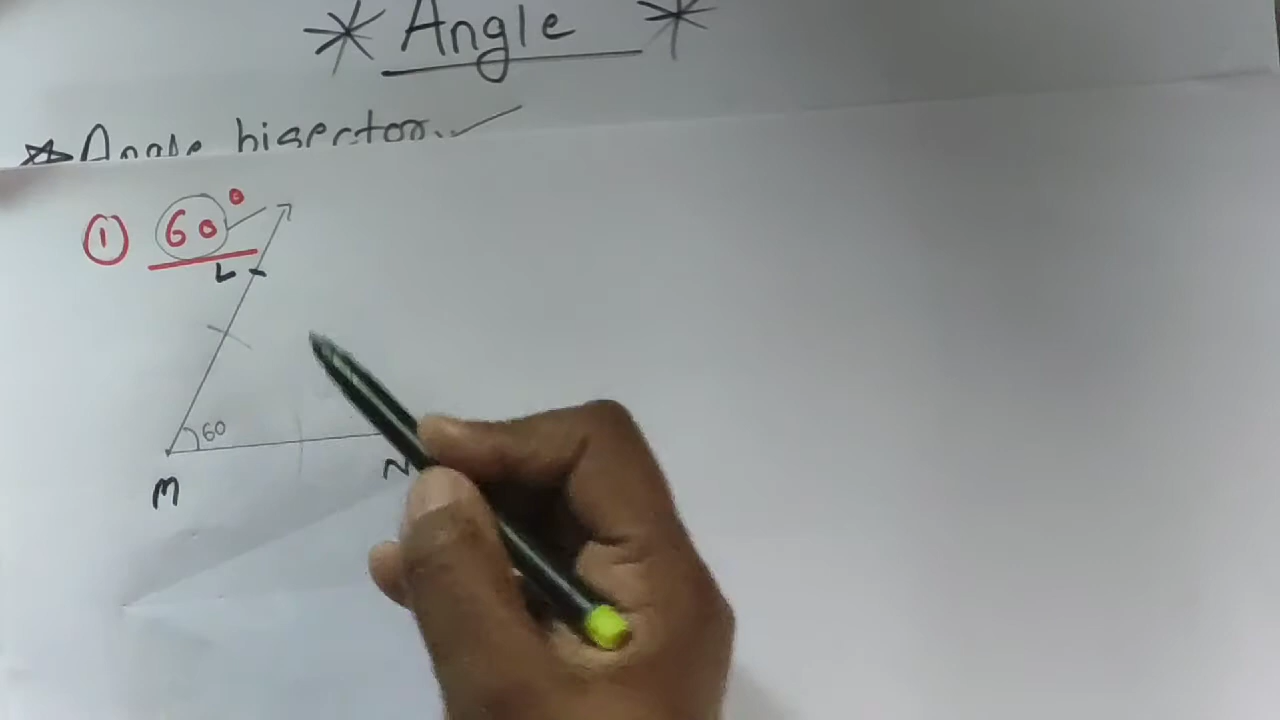 * Angle *
* Angle bisector. ✓
① 60°
L
60
M
N